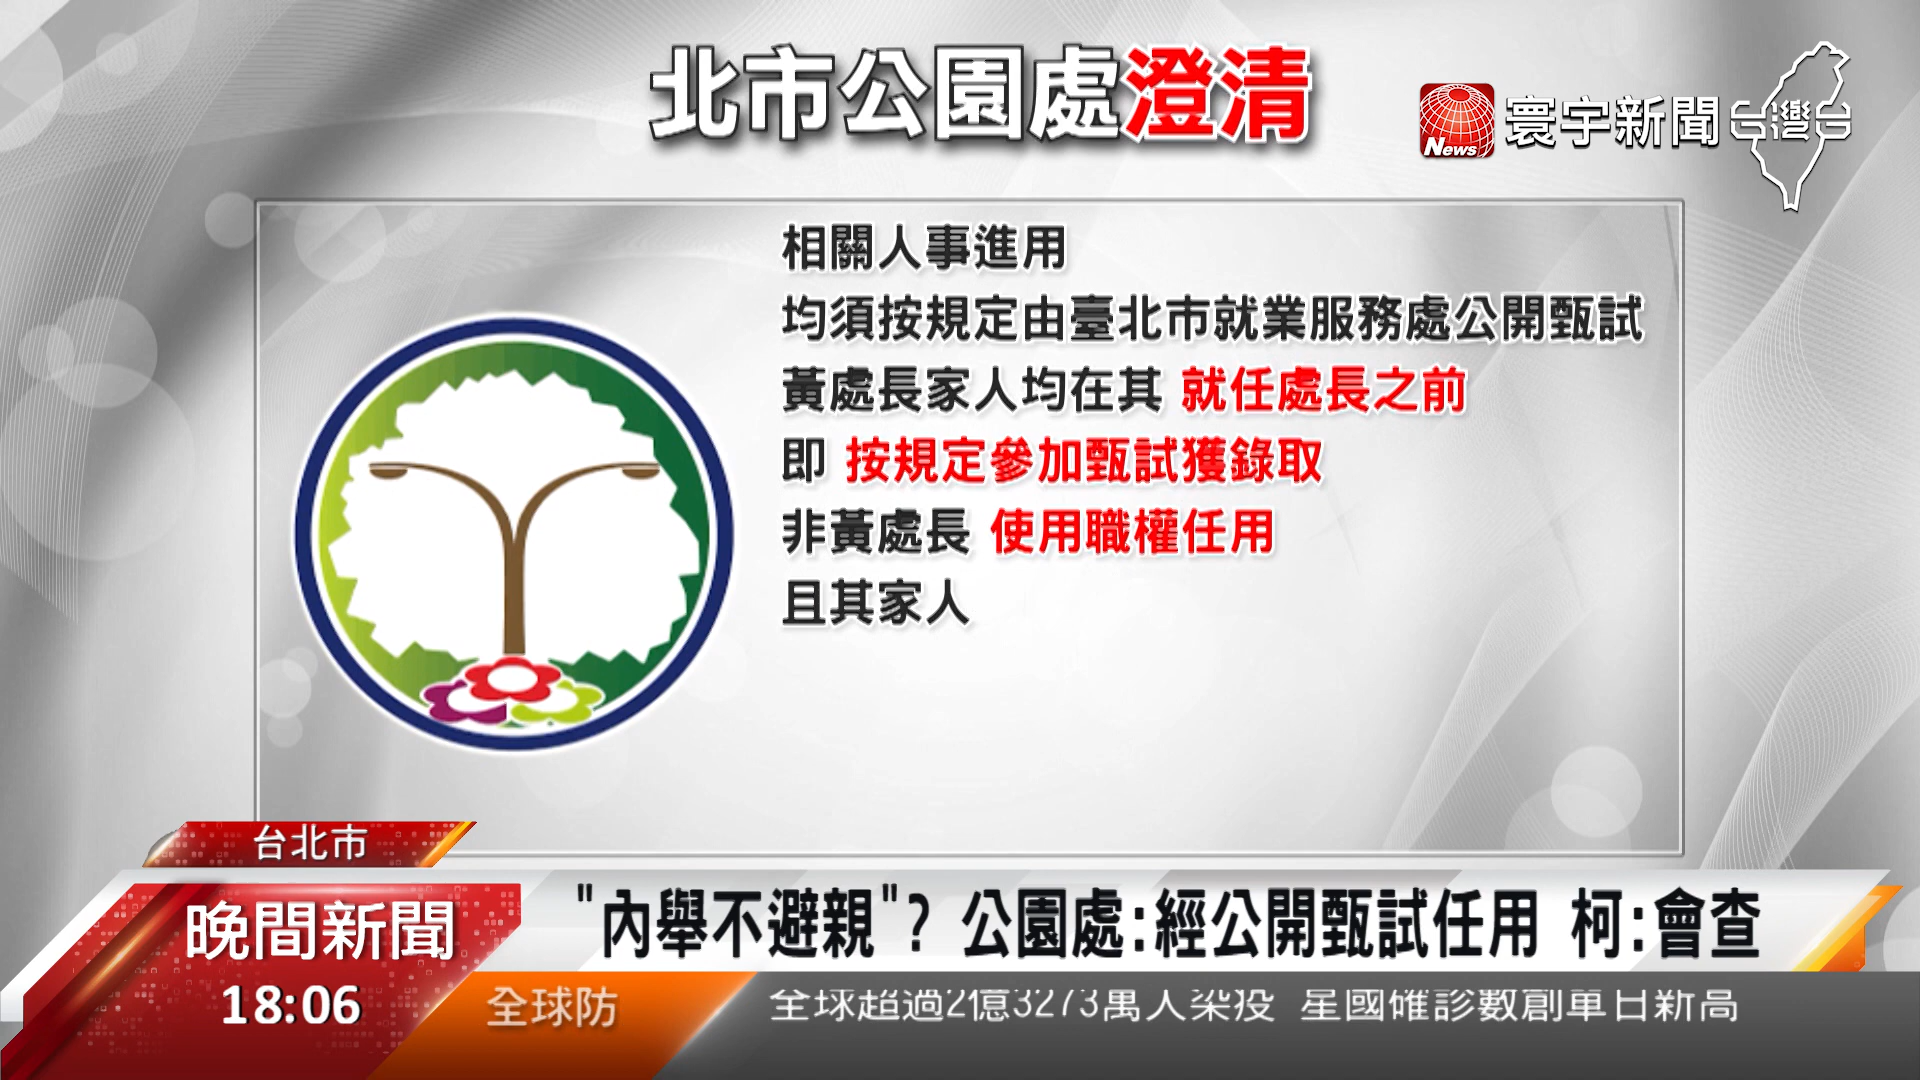 北市公園處澄清
News 寰宇新聞 台灣台
相關人事進用
均須按規定由臺北市就業服務處公開甄試
黃處長家人均在其 就任處長之前
即 按規定參加甄試獲錄取
非黃處長 使用職權任用
且其家人
台北市
"內舉不避親"? 公園處:經公開甄試任用 柯:會查
晚間新聞
18:06
全球防
全球超過2億3273萬人染疫 星國確診數創單日新高